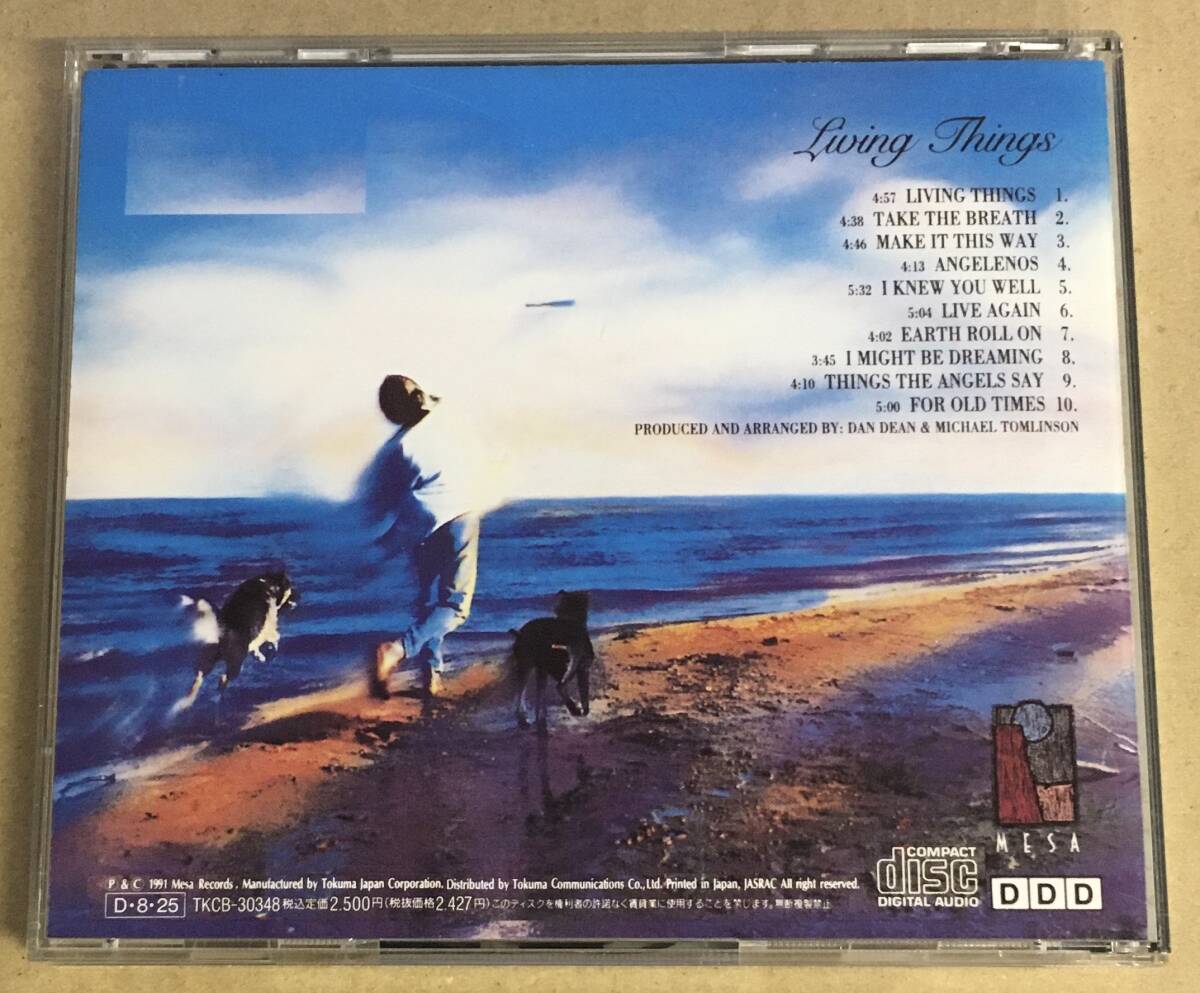 Living Things
4:57 LIVING THINGS 1.
4:38 TAKE THE BREATH 2.
4:46 MAKE IT THIS WAY 3.
4:13 ANGELENOS 4.
5:32 I KNEW YOU WELL 5.
5:04 LIVE AGAIN 6.
4:02 EARTH ROLL ON 7.
3:45 I MIGHT BE DREAMING 8.
4:10 THINGS THE ANGELS SAY 9.
5:00 FOR OLD TIMES 10.
PRODUCED AND ARRANGED BY: DAN DEAN & MICHAEL TOMLINSON
MESA
COMPACT
disc
DIGITAL AUDIO
DDD
Ⓟ & © 1991 Mesa Records. Manufactured by Tokuma Japan Corporation. Distributed by Tokuma Communications Co., Ltd. Printed in Japan, JASRAC All right reserved.
D・8・25 TKCB-30348 税込定価2.500円(税抜価格2.427円) このディスクを権利者の許諾なく賃貸業に使用することを禁じます。無断複製禁止